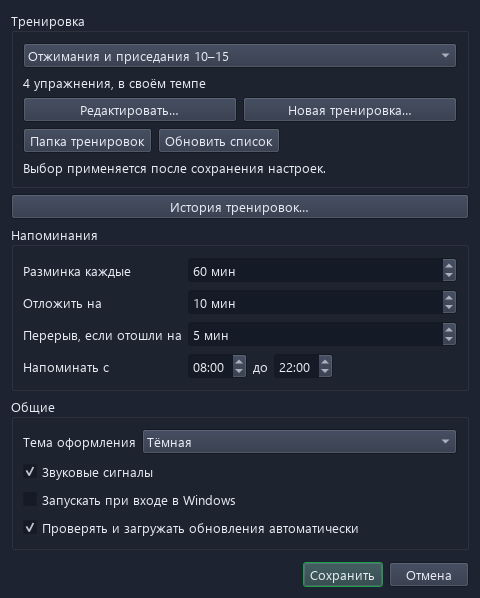 Тренировка
Отжимания и приседания 10–15
4 упражнения, в своём темпе
Редактировать... Новая тренировка...
Папка тренировок Обновить список
Выбор применяется после сохранения настроек.
История тренировок...
Напоминания
Разминка каждые 60 мин
Отложить на 10 мин
Перерыв, если отошли на 5 мин
Напоминать с 08:00 до 22:00
Общие
Тема оформления Тёмная
Звуковые сигналы
Запускать при входе в Windows
Проверять и загружать обновления автоматически
Сохранить Отмена